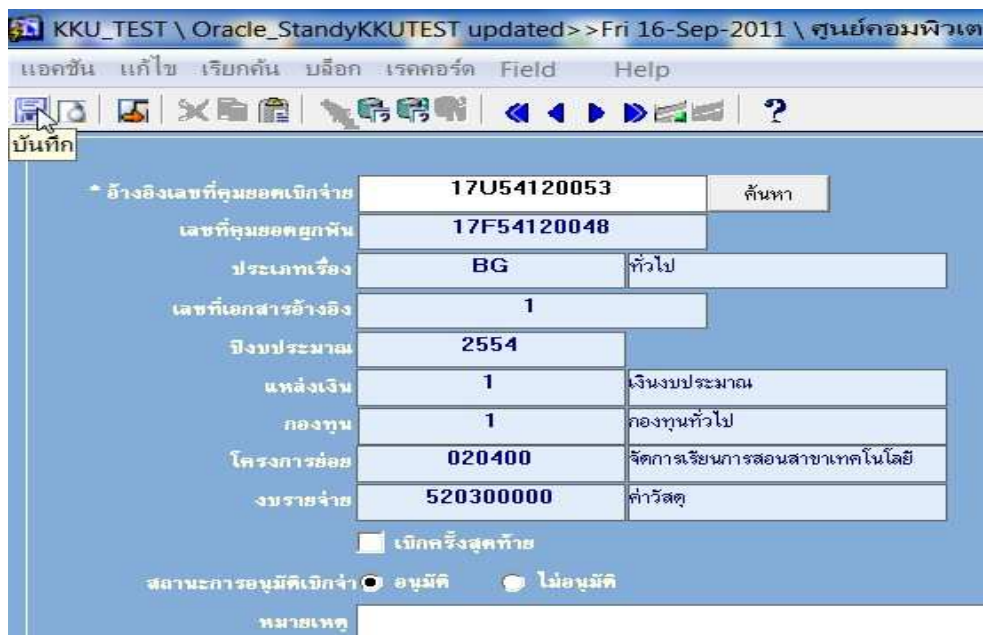 KKU_TEST \ Oracle_StandyKKUTEST updated>>Fri 16-Sep-2011 \ ศูนย์คอมพิวเต
แอคชัน แก้ไข เรียกค้น บล็อก เรคคอร์ด Field Help
บันทึก
* อ้างอิงเลขที่คุมยอดเบิกจ่าย 17U54120053 ค้นหา
เลขที่คุมยอดผูกพัน 17F54120048
ประเภทเรื่อง BG ทั่วไป
เลขที่เอกสารอ้างอิง 1
ปีงบประมาณ 2554
แหล่งเงิน 1 เงินงบประมาณ
กองทุน 1 กองทุนทั่วไป
โครงการย่อย 020400 จัดการเรียนการสอนสาขาเทคโนโลยี
งบรายจ่าย 520300000 ค่าวัสดุ
เบิกครั้งสุดท้าย
สถานะการอนุมัติเบิกจ่า อนุมัติ ไม่อนุมัติ
หมายเหตุ